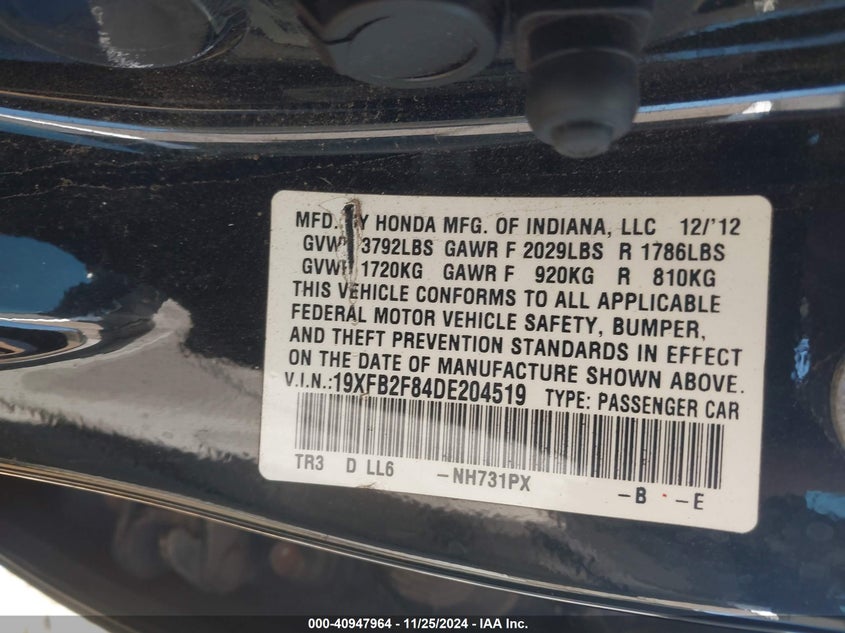 MFD. BY HONDA MFG. OF INDIANA, LLC 12/'12
GVWR 3792LBS GAWR F 2029LBS R 1786LBS
GVWR 1720KG GAWR F 920KG R 810KG
THIS VEHICLE CONFORMS TO ALL APPLICABLE
FEDERAL MOTOR VEHICLE SAFETY, BUMPER,
AND THEFT PREVENTION STANDARDS IN EFFECT
ON THE DATE OF MANUFACTURE SHOWN ABOVE.
V.I.N.:19XFB2F84DE204519 TYPE: PASSENGER CAR
TR3 D LL6 -NH731PX -B -E
000-40947964 - 11/25/2024 - IAA Inc.